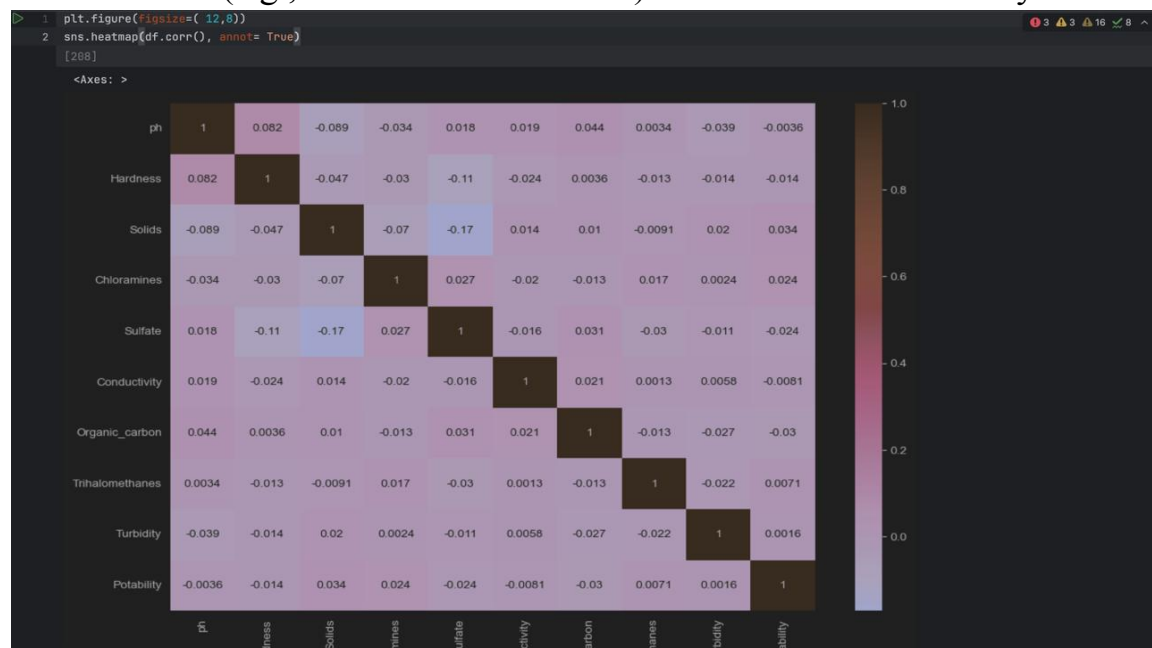 1 plt.figure(figsize=( 12,8))
3 3 16 8
2 sns.heatmap(df.corr(), annot= True)
[208]
<Axes: >
1.0
ph 1 0.082 -0.089 -0.034 0.018 0.019 0.044 0.0034 -0.039 -0.0036
Hardness 0.082 1 -0.047 -0.03 -0.11 -0.024 0.0036 -0.013 -0.014 -0.014
0.8
Solids -0.089 -0.047 1 -0.07 -0.17 0.014 0.01 -0.0091 0.02 0.034
Chloramines -0.034 -0.03 -0.07 1 0.027 -0.02 -0.013 0.017 0.0024 0.024
0.6
Sulfate 0.018 -0.11 -0.17 0.027 1 -0.016 0.031 -0.03 -0.011 -0.024
0.4
Conductivity 0.019 -0.024 0.014 -0.02 -0.016 1 0.021 0.0013 0.0058 -0.0081
Organic_carbon 0.044 0.0036 0.01 -0.013 0.031 0.021 1 -0.013 -0.027 -0.03
0.2
Trihalomethanes 0.0034 -0.013 -0.0091 0.017 -0.03 0.0013 -0.013 1 -0.022 0.0071
Turbidity -0.039 -0.014 0.02 0.0024 -0.011 0.0058 -0.027 -0.022 1 0.0016
0.0
Potability -0.0036 -0.014 0.034 0.024 -0.024 -0.0081 -0.03 0.0071 0.0016 1
ph
ness
Solids
mines
ulfate
ctivity
arbon
hanes
rbidity
ability